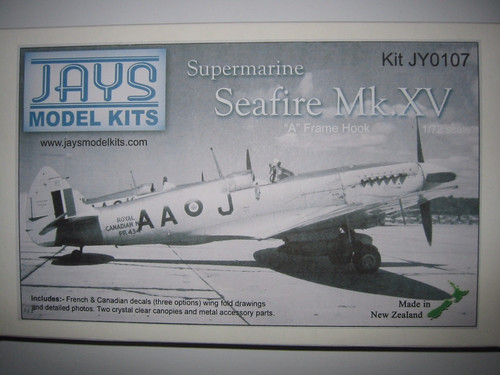 JAYS
MODEL KITS
www.jaysmodelkits.com
Kit JY0107
Supermarine
Seafire Mk.XV
"A" Frame Hook
1/72
ROYAL
CANADIAN N
PR 434
AA J
Includes:- French & Canadian decals (three options) wing fold drawings
and detailed photos. Two crystal clear canopies and metal accessory parts.
Made in
New Zealand